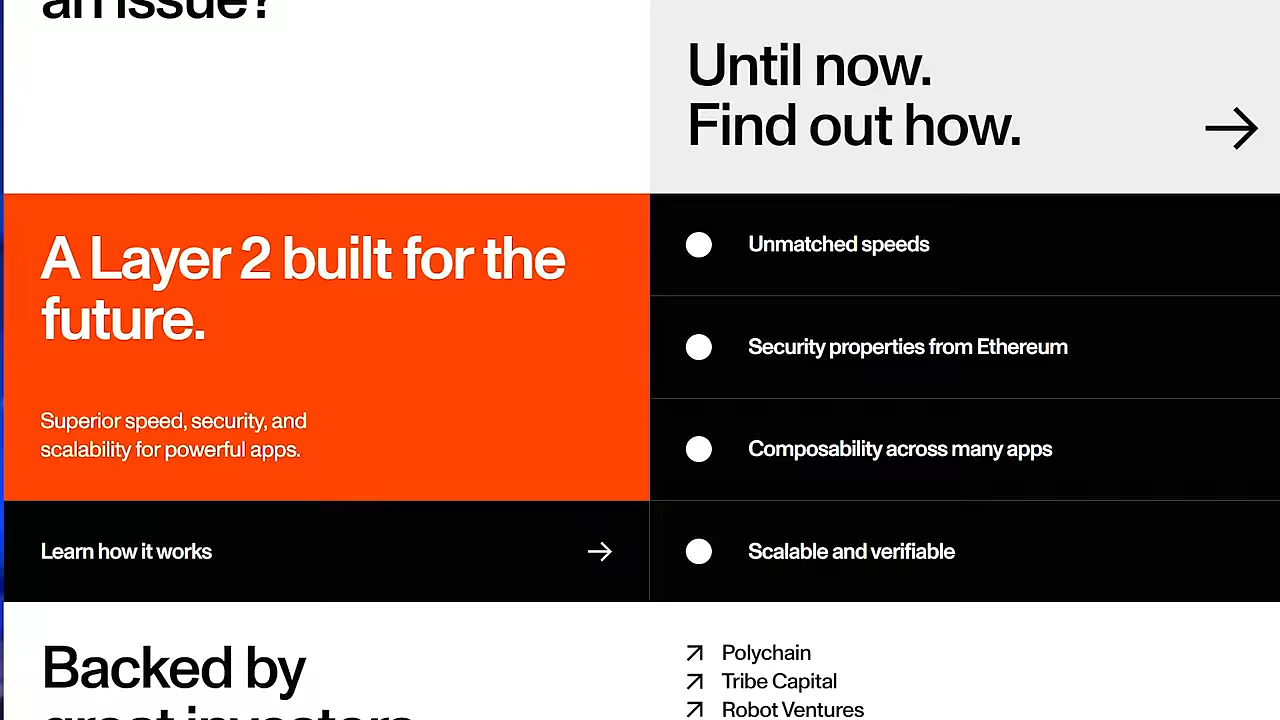 an issue?
Until now.
Find out how.
A Layer 2 built for the
future.
Superior speed, security, and
scalability for powerful apps.
Learn how it works
Unmatched speeds
Security properties from Ethereum
Composability across many apps
Scalable and verifiable
Backed by
great investors
Polychain
Tribe Capital
Robot Ventures